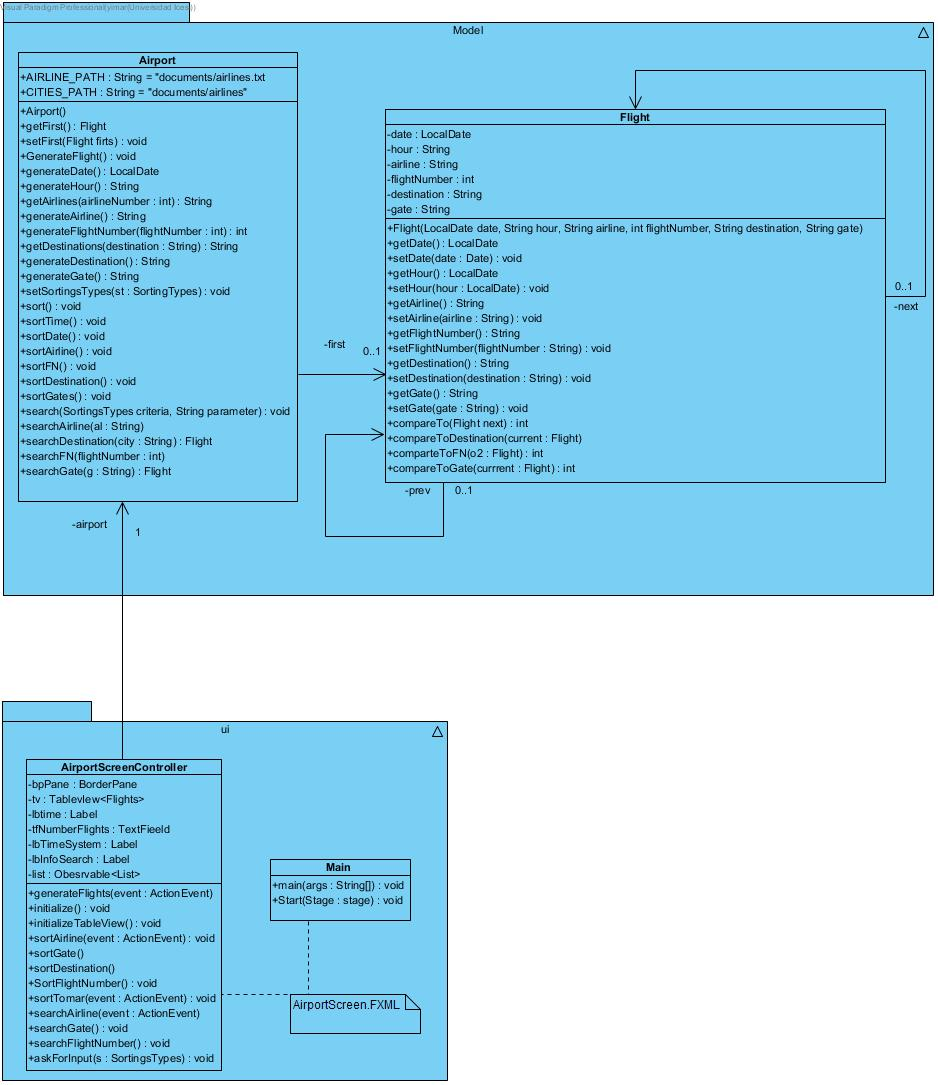 Visual Paradigm Professional(yimar(Universidad Icesi))
Model
Airport
+AIRLINE_PATH : String = "documents/airlines.txt
+CITIES_PATH : String = "documents/airlines"
+Airport()
+getFirst() : Flight
+setFirst(Flight firts) : void
+GenerateFlight() : void
+generateDate() : LocalDate
+generateHour() : String
+getAirlines(airlineNumber : int) : String
+generateAirline() : String
+generateFlightNumber(flightNumber : int) : int
+getDestinations(destination : String) : String
+generateDestination() : String
+generateGate() : String
+setSortingsTypes(st : SortingTypes) : void
+sort() : void
+sortTime() : void
+sortDate() : void
+sortAirline() : void
+sortFN() : void
+sortDestination() : void
+sortGates() : void
+search(SortingsTypes criteria, String parameter) : void
+searchAirline(al : String)
+searchDestination(city : String) : Flight
+searchFN(flightNumber : int)
+searchGate(g : String) : Flight
-first
0..1
Flight
-date : LocalDate
-hour : String
-airline : String
-flightNumber : int
-destination : String
-gate : String
+Flight(LocalDate date, String hour, String airline, int flightNumber, String destination, String gate)
+getDate() : LocalDate
+setDate(date : Date) : void
+getHour() : LocalDate
+setHour(hour : LocalDate) : void
+getAirline() : String
+setAirline(airline : String) : void
+getFlightNumber() : String
+setFlightNumber(flightNumber : String) : void
+getDestination() : String
+setDestination(destination : String) : void
+getGate() : String
+setGate(gate : String) : void
+compareTo(Flight next) : int
+compareToDestination(current : Flight)
+comparteToFN(o2 : Flight) : int
+compareToGate(currrent : Flight) : int
0..1
-next
-prev
0..1
-airport
1
ui
AirportScreenController
-bpPane : BorderPane
-tv : TablevIew<Flights>
-lbtime : Label
-tfNumberFlights : TextFieeld
-lbTimeSystem : Label
-lbInfoSearch : Label
-list : Obesrvable<List>
+generateFlights(event : ActionEvent)
+initialize() : void
+initializeTableView() : void
+sortAirline(event : ActionEvent) : void
+sortGate()
+sortDestination()
+SortFlightNumber() : void
+sortTomar(event : ActionEvent) : void
+searchAirline(event : ActionEvent)
+searchGate() : void
+searchFlightNumber() : void
+askForInput(s : SortingsTypes) : void
Main
+main(args : String[]) : void
+Start(Stage : stage) : void
AirportScreen.FXML